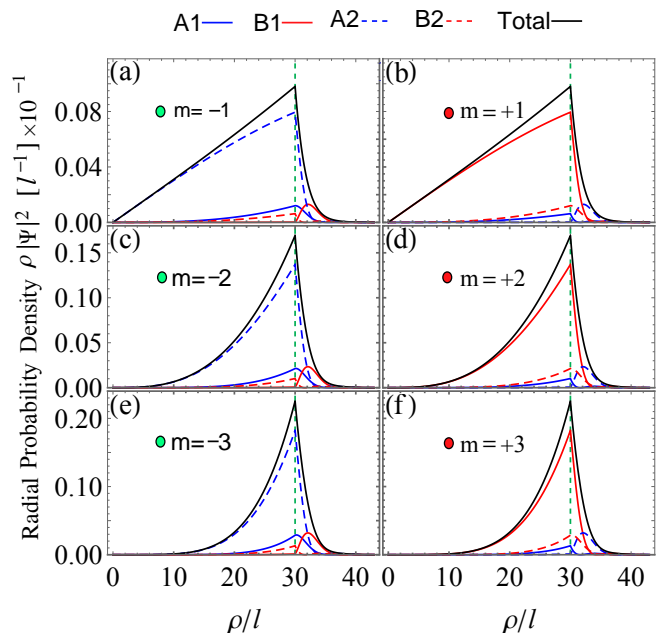 A1 B1 A2 B2 Total
(a) m= −1
(b) m = +1
(c) m= −2
(d) m = +2
(e) m= −3
(f) m = +3
Radial Probability Density ρ|Ψ|² [l⁻¹]×10⁻¹
0.08
0.04
0.00
0.15
0.10
0.05
0.00
0.20
0.10
0.00
0 10 20 30 40 0 10 20 30 40
ρ/l ρ/l